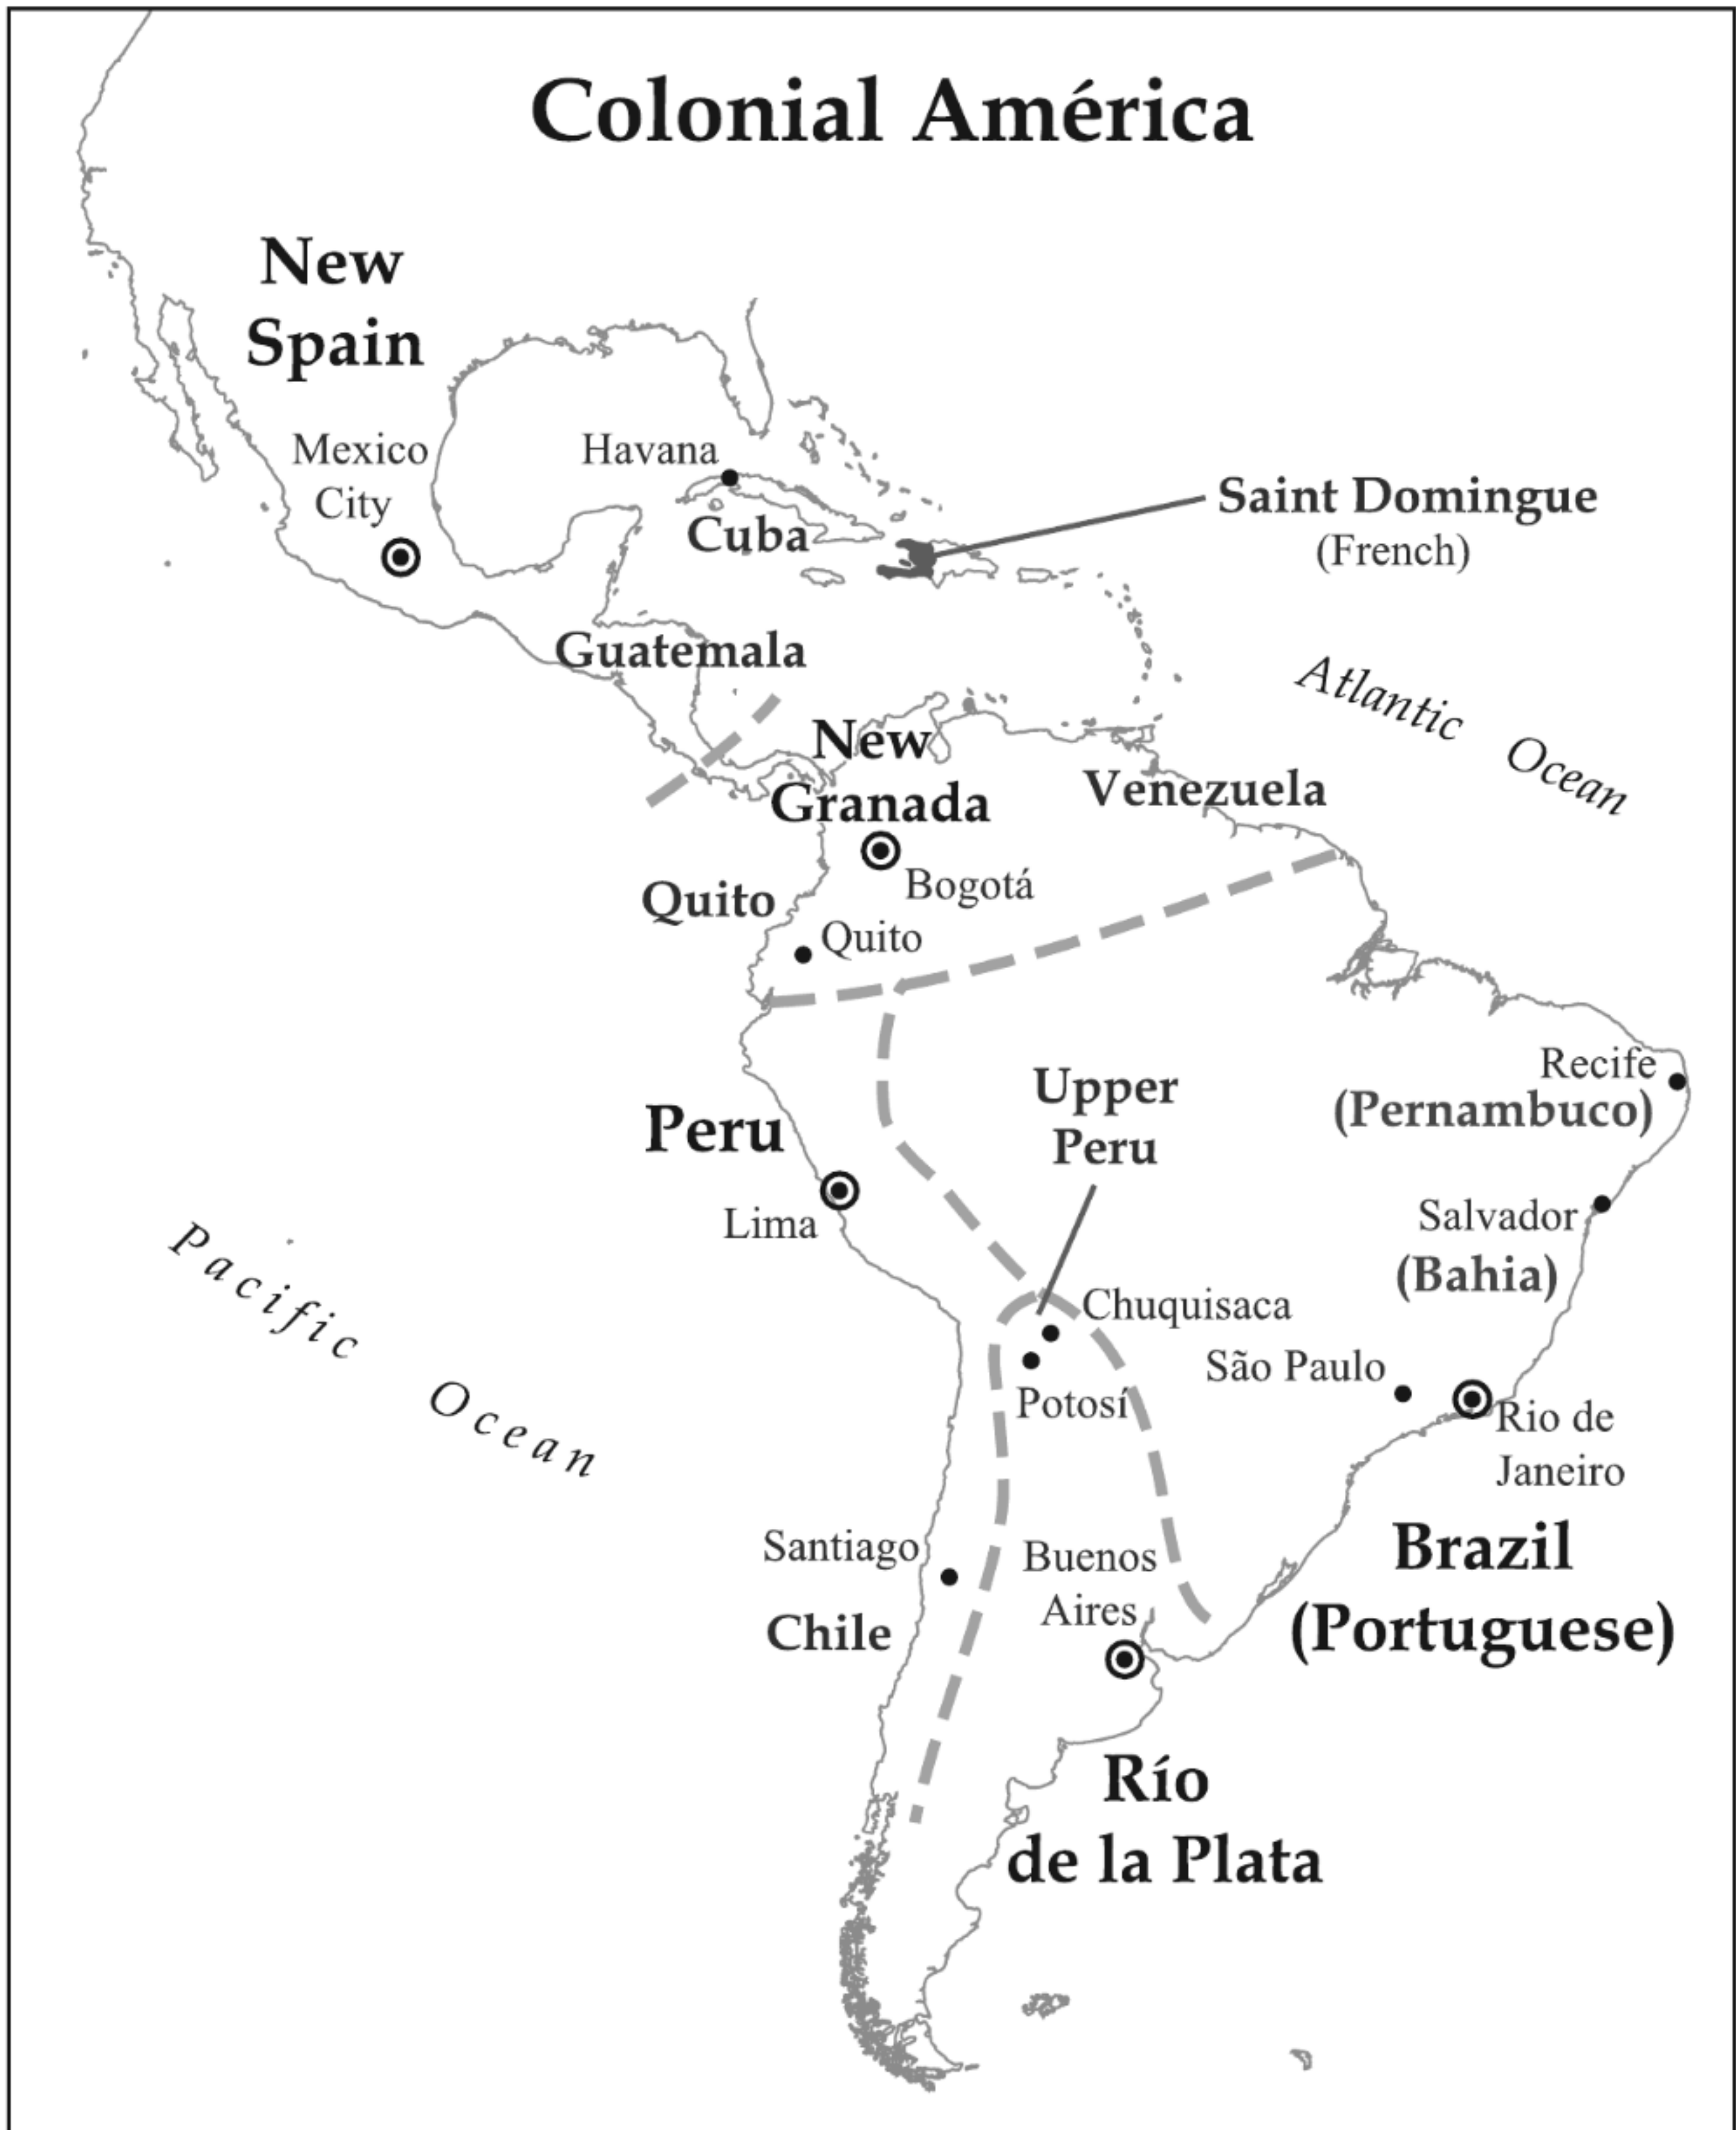 Colonial América
New
Spain
Mexico
City
Havana
Cuba
Saint Domingue
(French)
Guatemala
Atlantic Ocean
New
Granada
Venezuela
Bogotá
Quito
Quito
Recife
(Pernambuco)
Upper
Peru
Peru
Lima
Salvador
(Bahia)
Pacific Ocean
Chuquisaca
Potosí
São Paulo
Rio de
Janeiro
Santiago
Chile
Buenos
Aires
Brazil
(Portuguese)
Río
de la Plata